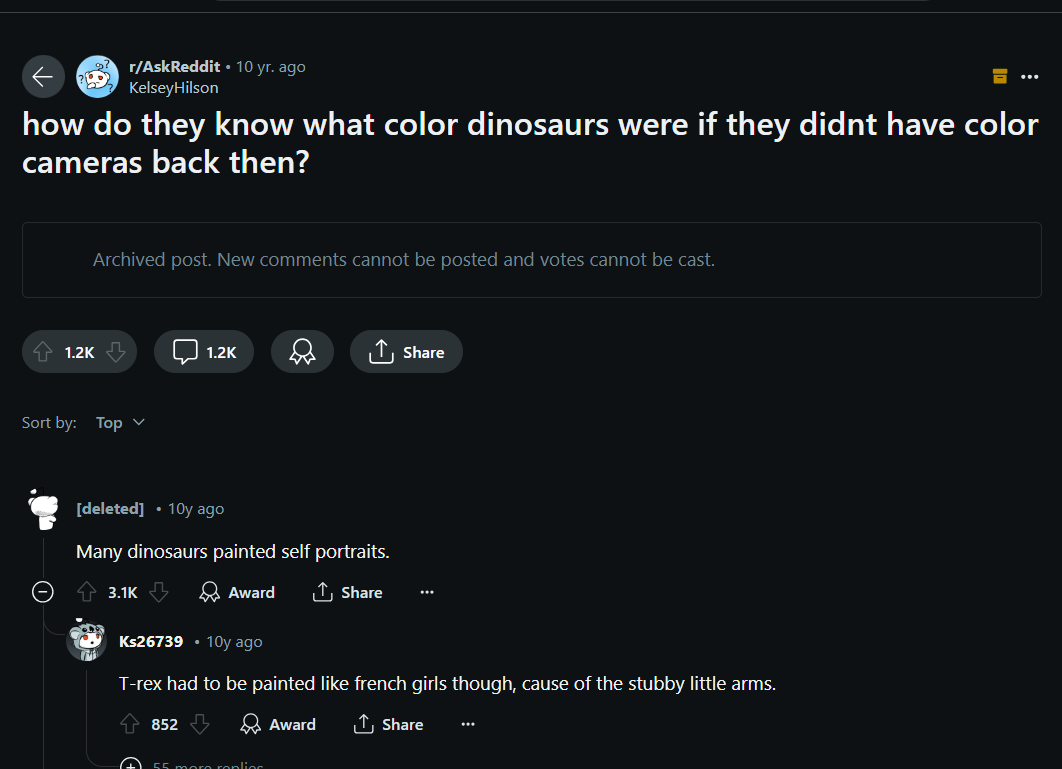 r/AskReddit • 10 yr. ago
KelseyHilson
how do they know what color dinosaurs were if they didnt have color
cameras back then?
Archived post. New comments cannot be posted and votes cannot be cast.
1.2K 1.2K Share
Sort by: Top
[deleted] • 10y ago
Many dinosaurs painted self portraits.
3.1K Award Share
Ks26739 • 10y ago
T-rex had to be painted like french girls though, cause of the stubby little arms.
852 Award Share
55 more replies